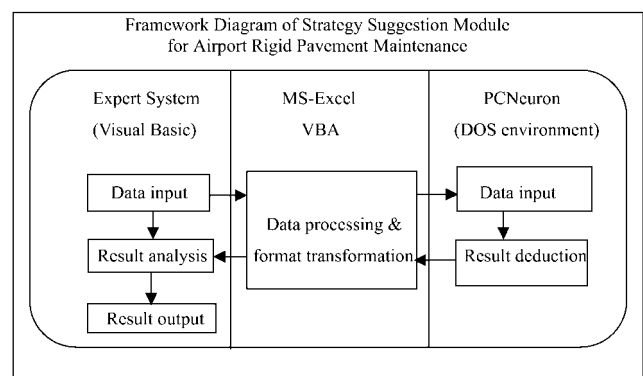 Framework Diagram of Strategy Suggestion Module
for Airport Rigid Pavement Maintenance
Expert System
(Visual Basic)
MS-Excel
VBA
PCNeuron
(DOS environment)
Data input
Result analysis
Result output
Data processing &
format transformation
Data input
Result deduction